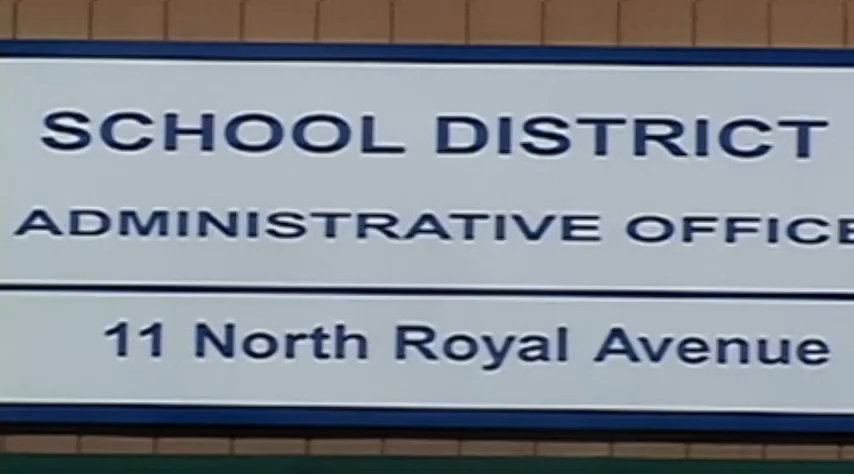 SCHOOL DISTRICT
ADMINISTRATIVE OFFICE
11 North Royal Avenue